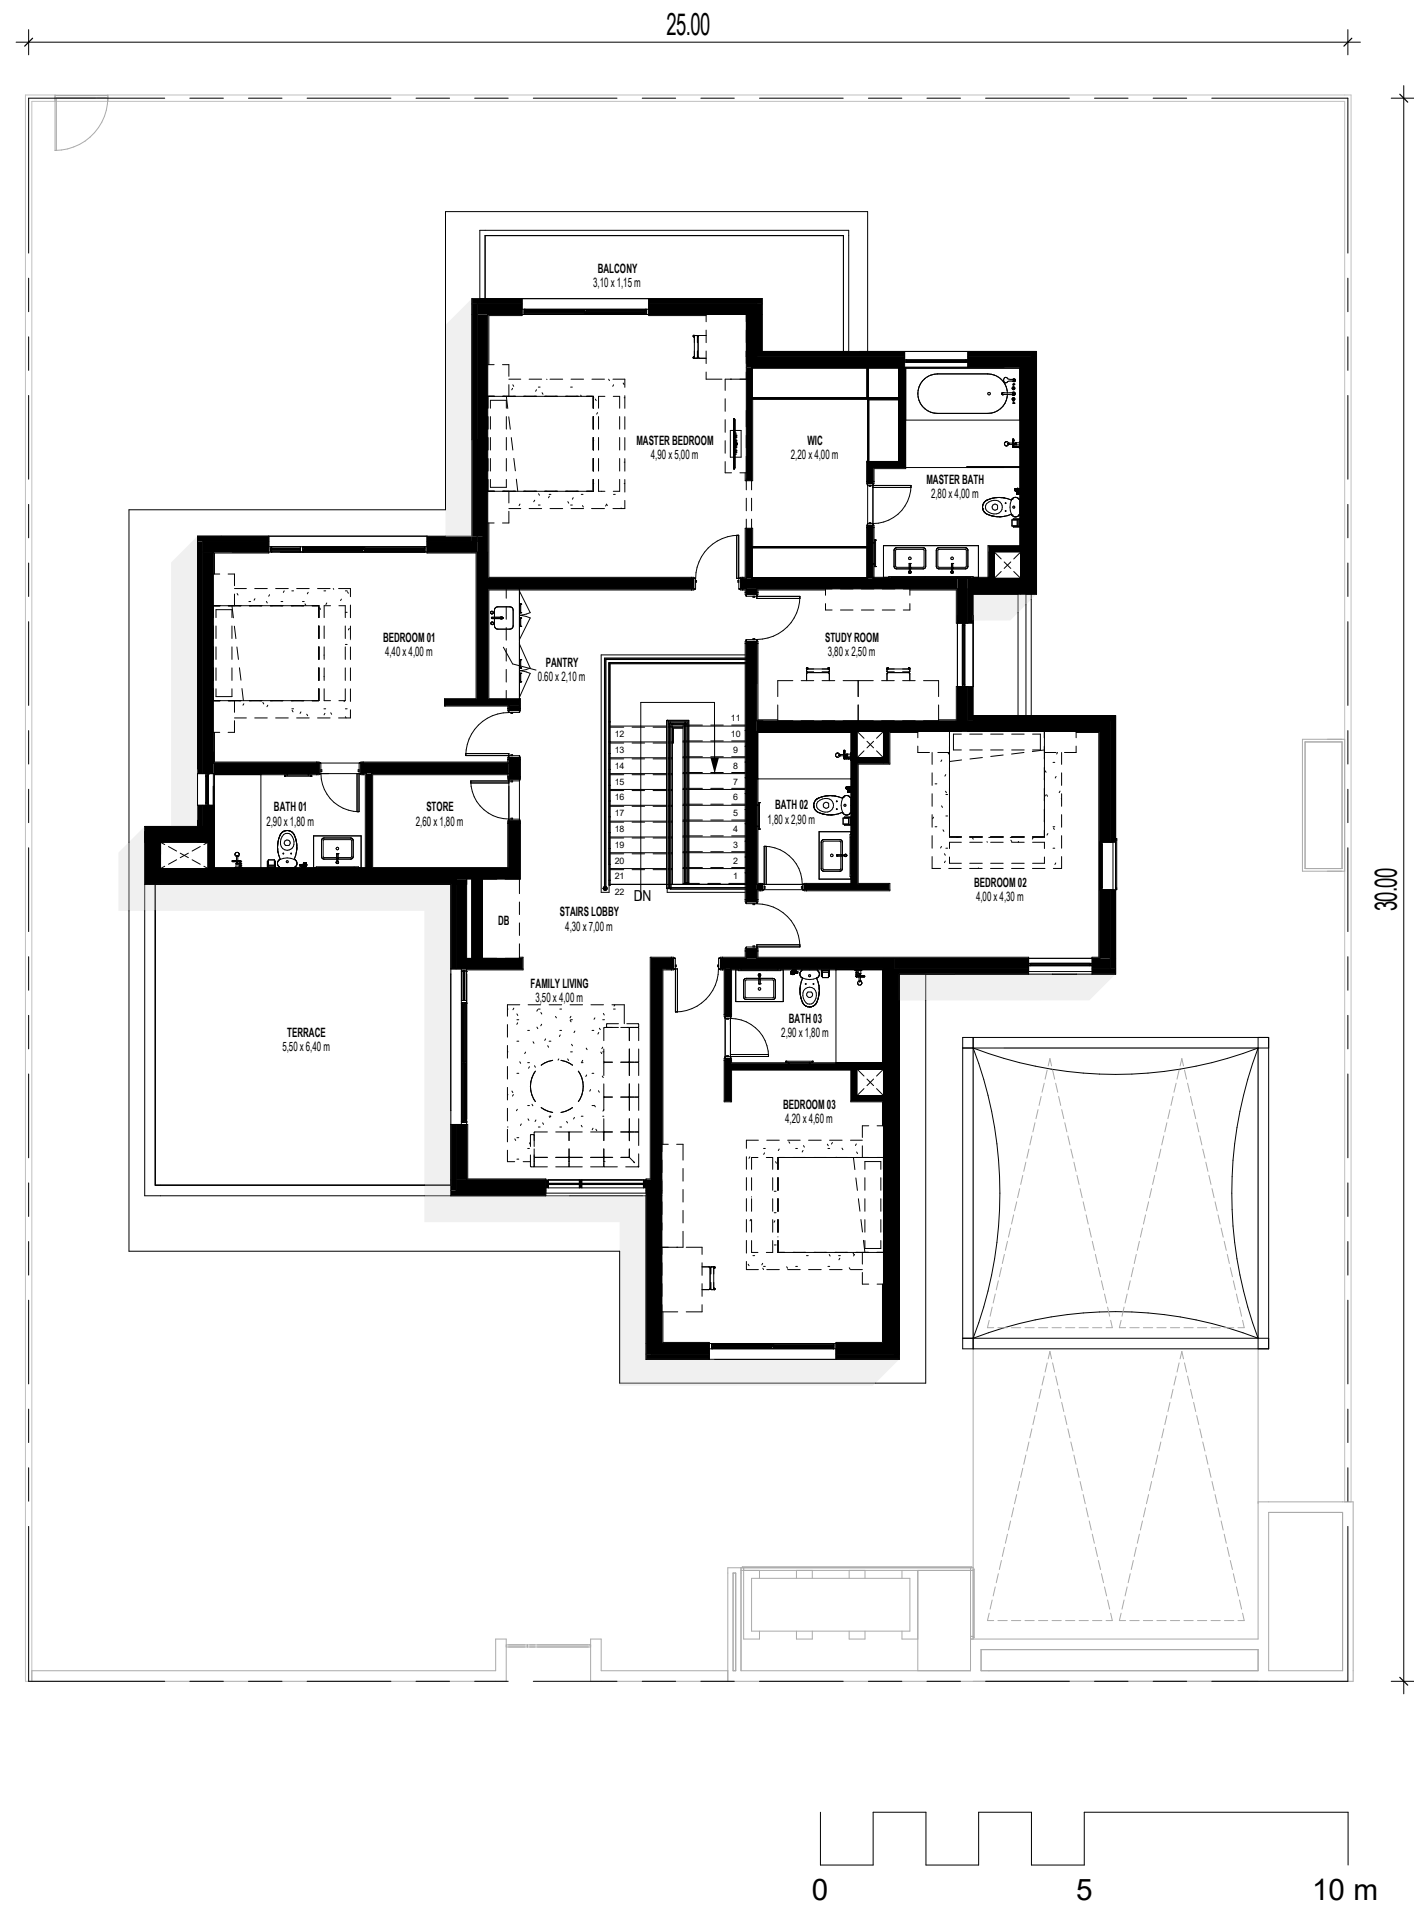 25.00
BALCONY
3,10 x 1,15 m
MASTER BEDROOM
4,90 x 5,00 m
WIC
2,20 x 4,00 m
MASTER BATH
2,80 x 4,00 m
BEDROOM 01
4,40 x 4,00 m
PANTRY
0.60 x 2,10 m
STUDY ROOM
3,80 x 2,50 m
11
12
10
13
9
14
8
15
7
16
6
17
5
18
4
19
3
20
2
21
1
22
DN
BATH 01
2,90 x 1,80 m
STORE
2,60 x 1,80 m
BATH 02
1,80 x 2,90 m
BEDROOM 02
4,00 x 4,30 m
30.00
DB
STAIRS LOBBY
4,30 x 7,00 m
FAMILY LIVING
3,50 x 4,00 m
TERRACE
5,50 x 6,40 m
BATH 03
2,90 x 1,80 m
BEDROOM 03
4,20 x 4,60 m
0
5
10 m